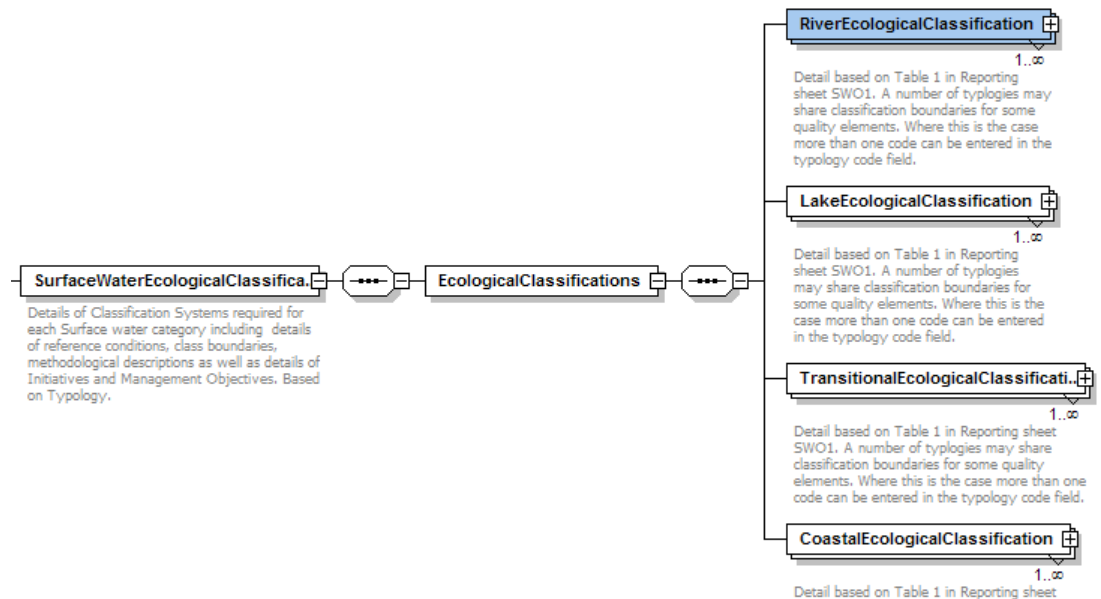 RiverEcologicalClassification
1..∞
Detail based on Table 1 in Reporting
sheet SWO1. A number of typlogies may
share classification boundaries for some
quality elements. Where this is the case
more than one code can be entered in the
typology code field.
LakeEcologicalClassification
1..∞
Detail based on Table 1 in Reporting
sheet SWO1. A number of typlogies
may share classification boundaries for
some quality elements. Where this is the
case more than one code can be entered
in the typology code field.
SurfaceWaterEcologicalClassifica..
Details of Classification Systems required for
each Surface water category including  details
of reference conditions, class boundaries,
methodological descriptions as well as details of
Initiatives and Management Objectives. Based
on Typology.
EcologicalClassifications
TransitionalEcologicalClassificati..
1..∞
Detail based on Table 1 in Reporting sheet
SWO1. A number of typlogies may share
classification boundaries for some quality
elements. Where this is the case more than one
code can be entered in the typology code field.
CoastalEcologicalClassification
1..∞
Detail based on Table 1 in Reporting sheet